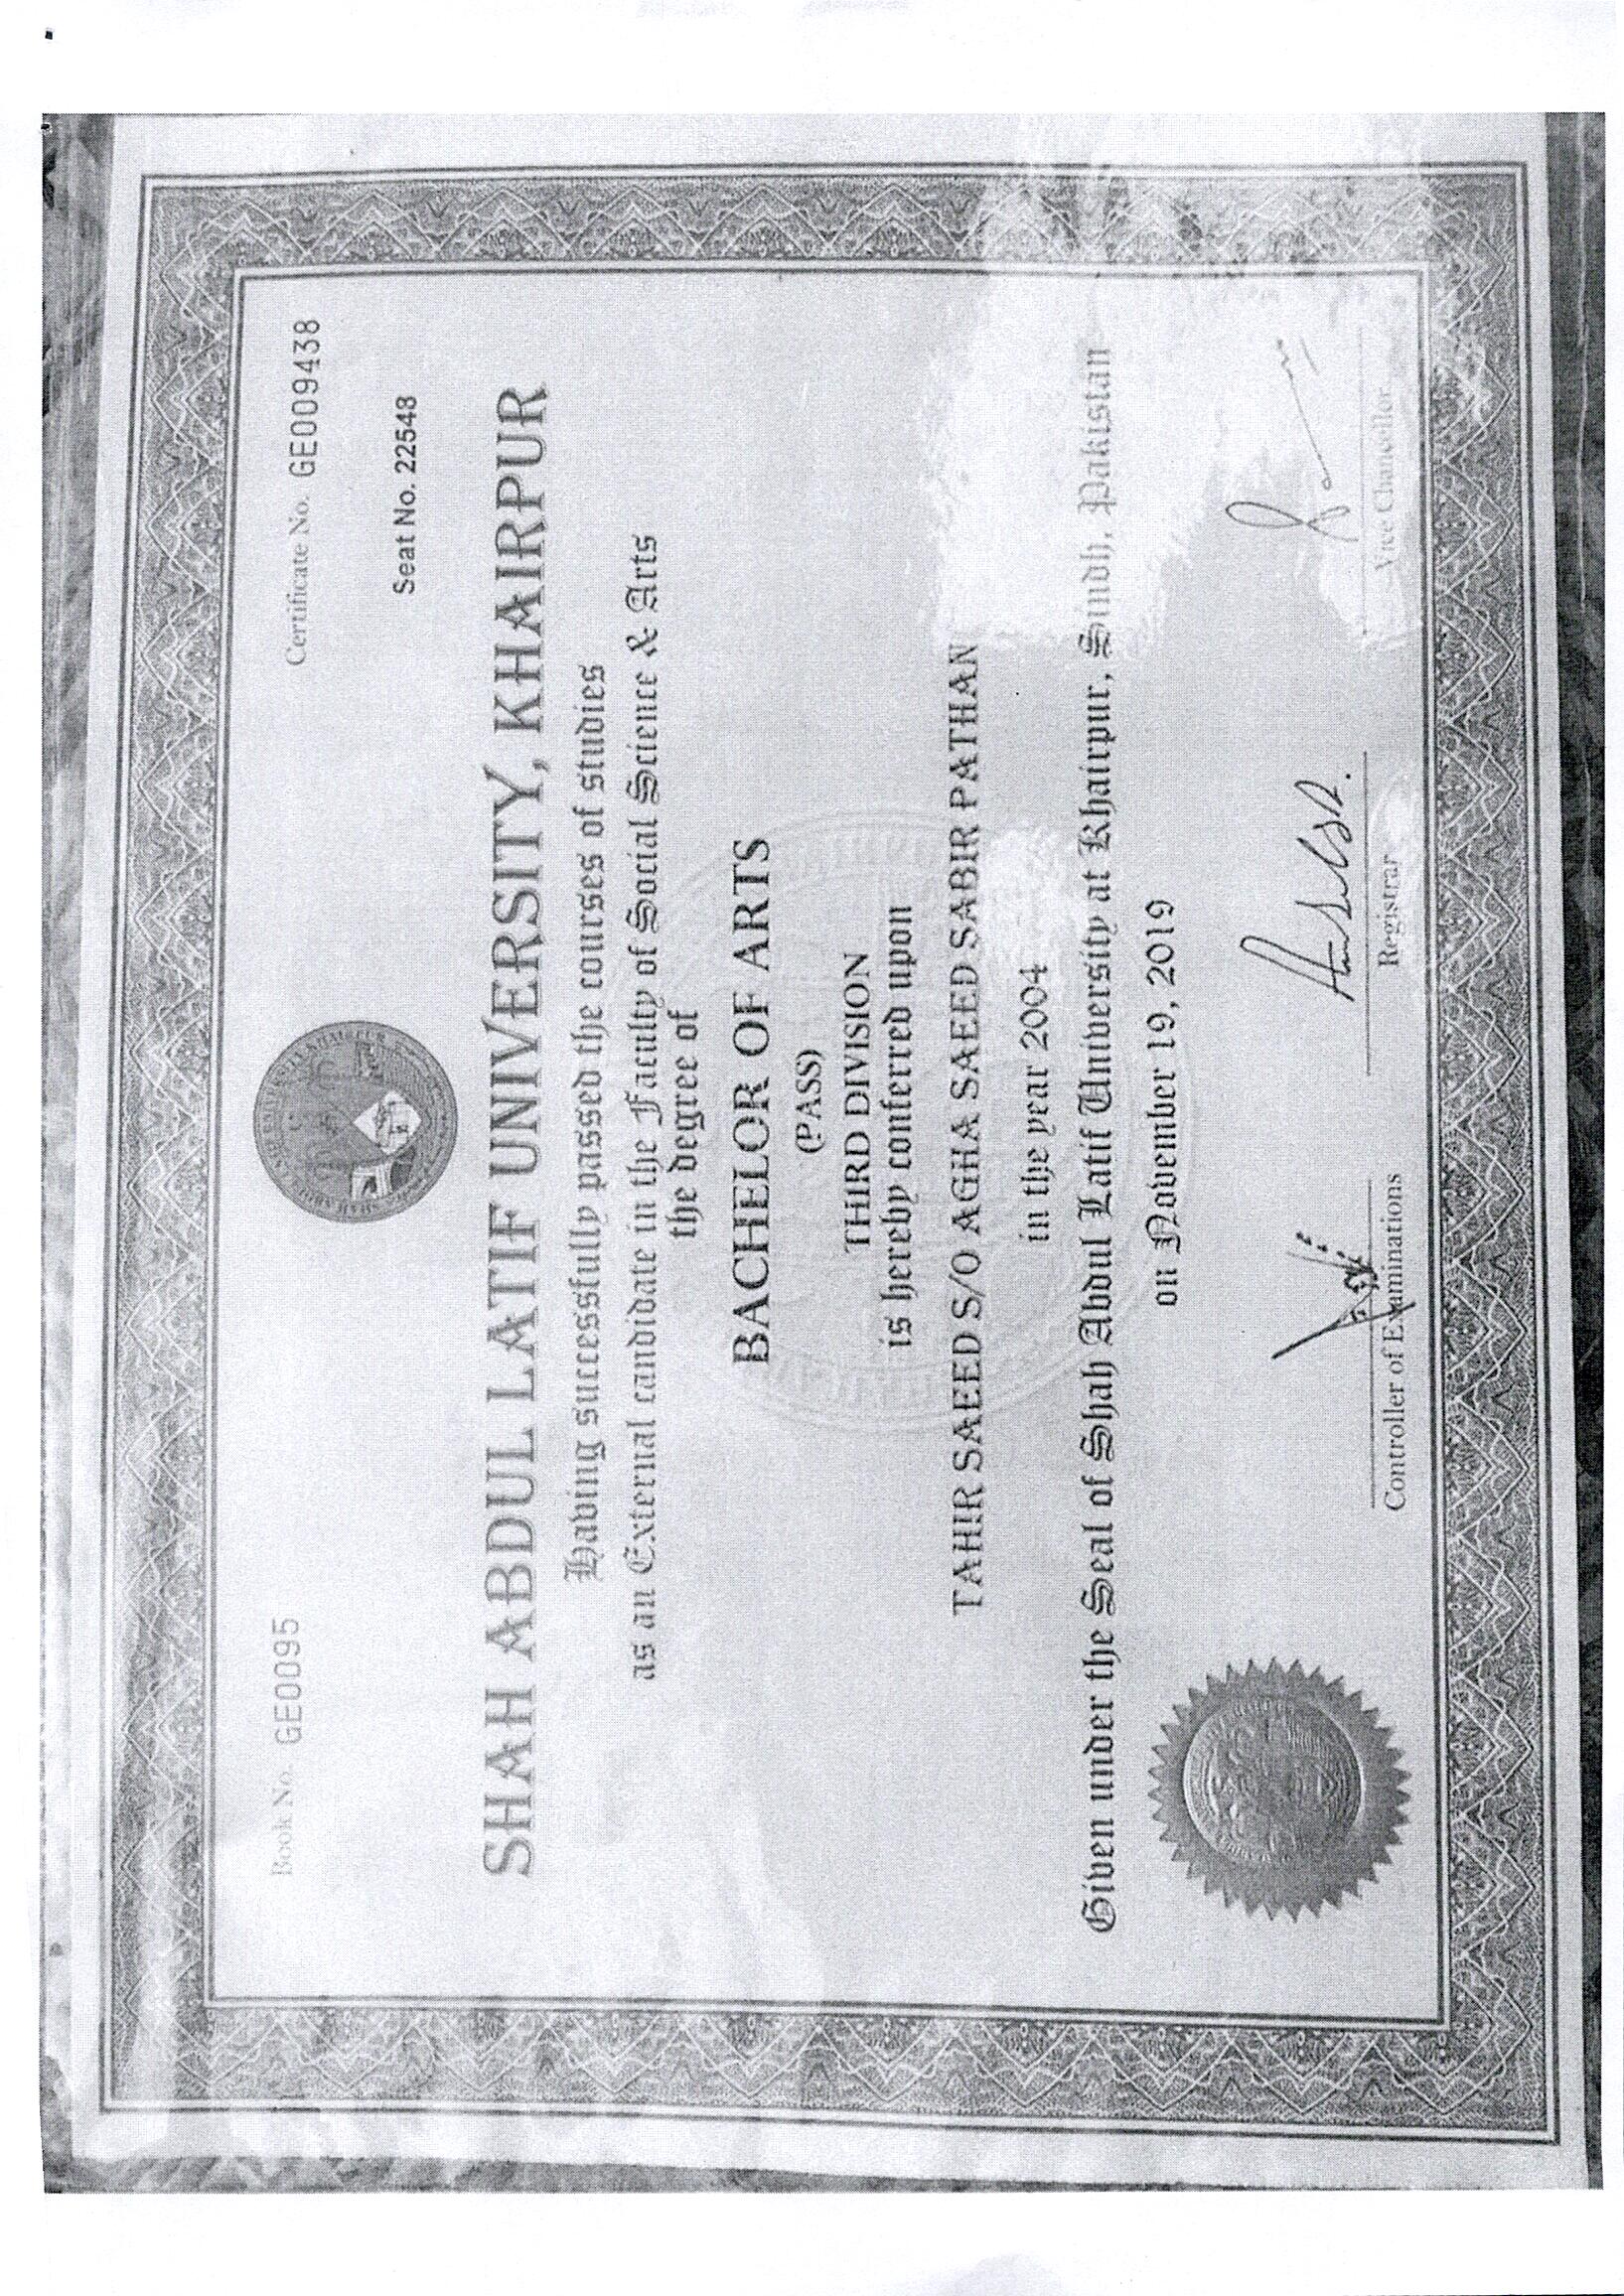 Book No. GE0095
Certificate No. GE009438
Seat No. 22548
SHAH ABDUL LATIF UNIVERSITY, KHAIRPUR
Having successfully passed the courses of studies
as an External candidate in the Faculty of Social Science & Arts
the degree of
BACHELOR OF ARTS
(PASS)
THIRD DIVISION
is hereby conferred upon
TAHIR SAEED S/O AGHA SAEED SABIR PATHAN
in the year 2004
Given under the Seal of Shah Abdul Latif University at Khairpur, Sindh, Pakistan
on November 19, 2019
Controller of Examinations
Registrar
Vice Chancellor